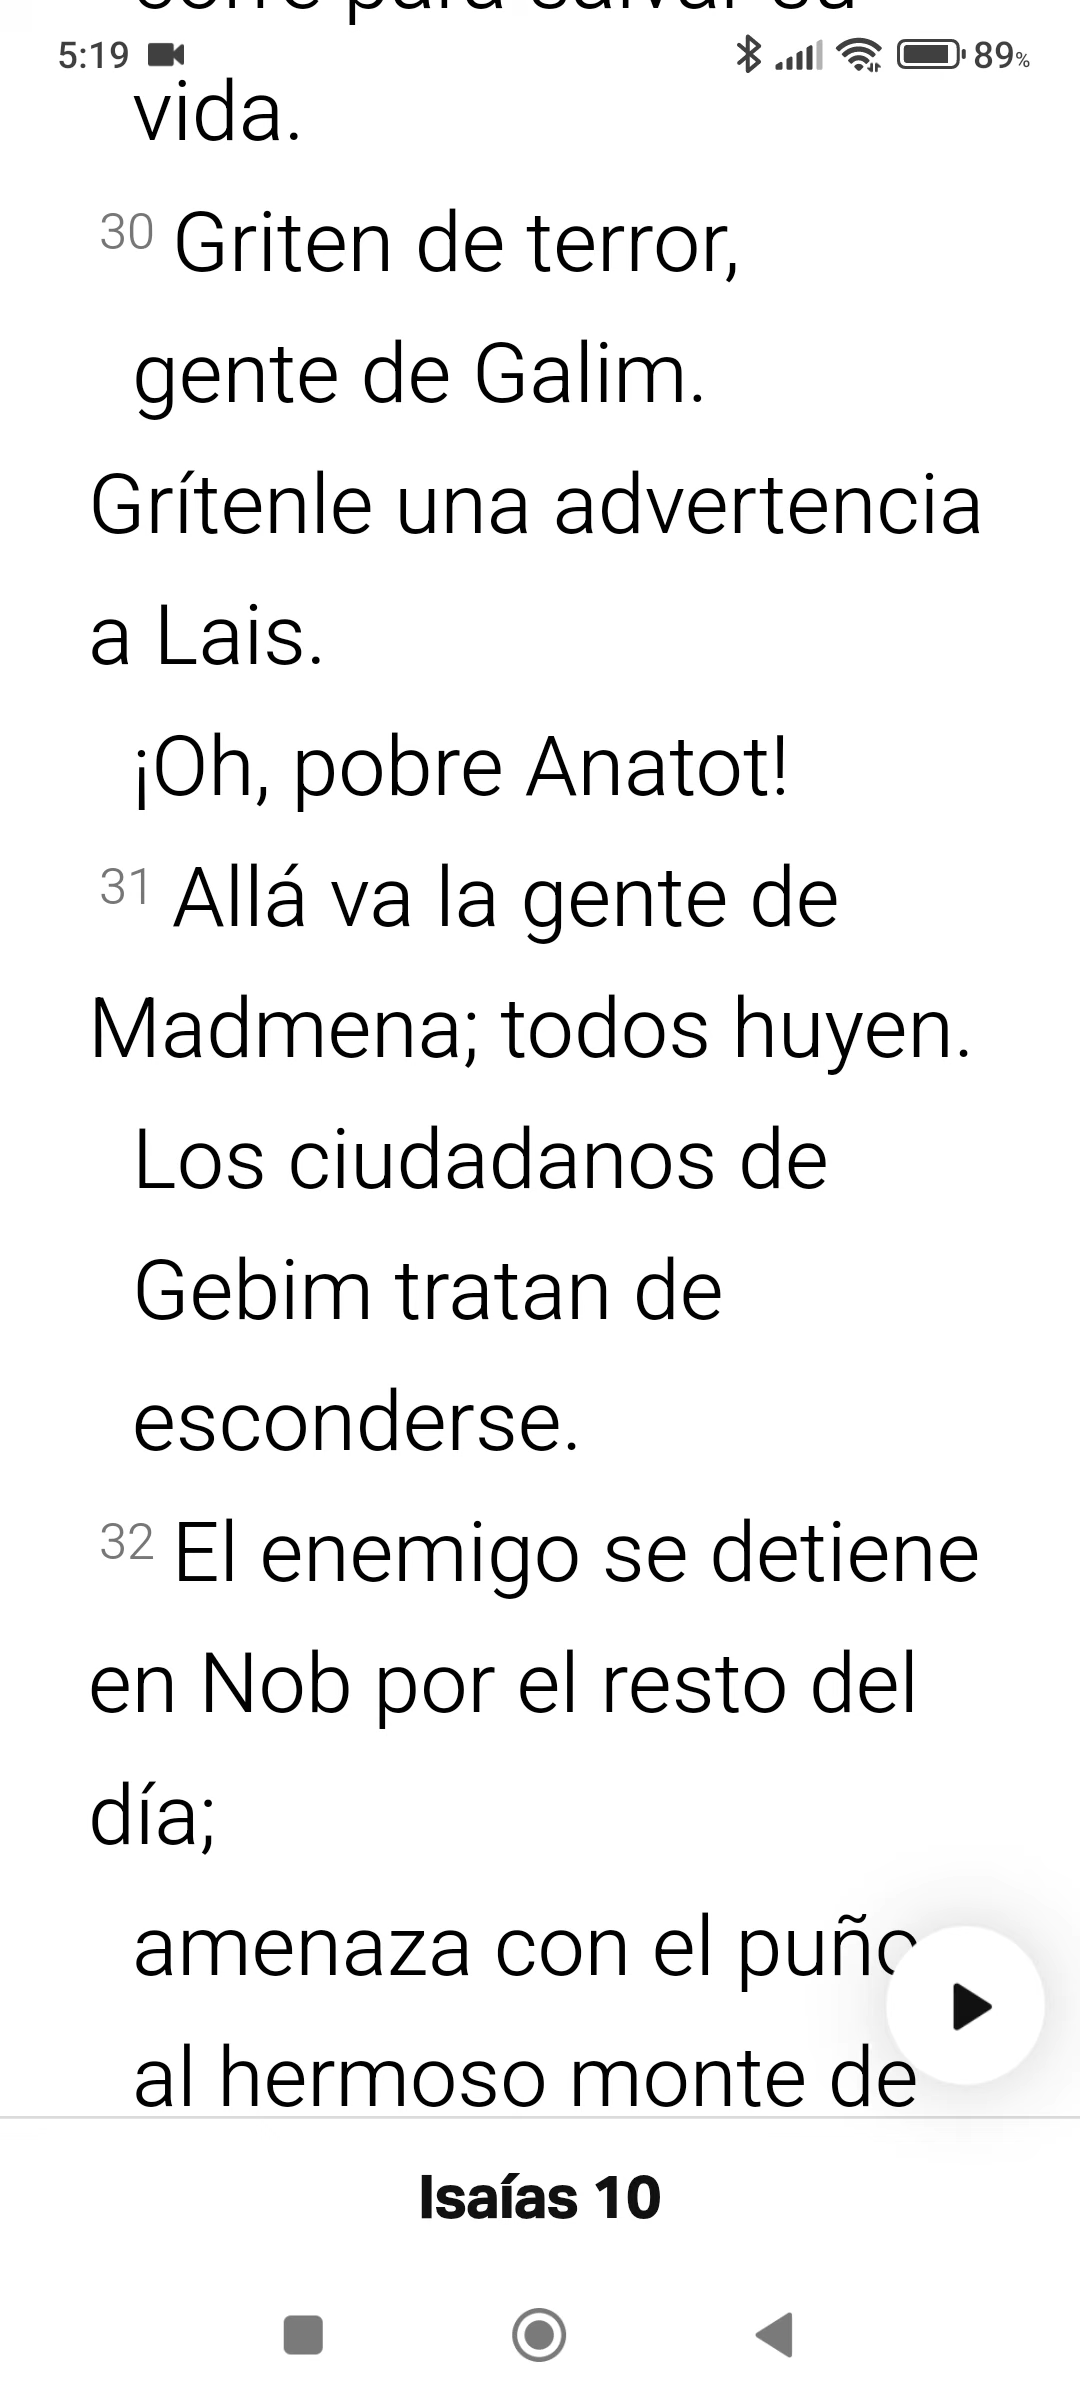 5:19 89%
vida.
30 Griten de terror,
gente de Galim.
Grítenle una advertencia
a Lais.
¡Oh, pobre Anatot!
31 Allá va la gente de
Madmena; todos huyen.
Los ciudadanos de
Gebim tratan de
esconderse.
32 El enemigo se detiene
en Nob por el resto del
día;
amenaza con el puño
al hermoso monte de
Isaías 10